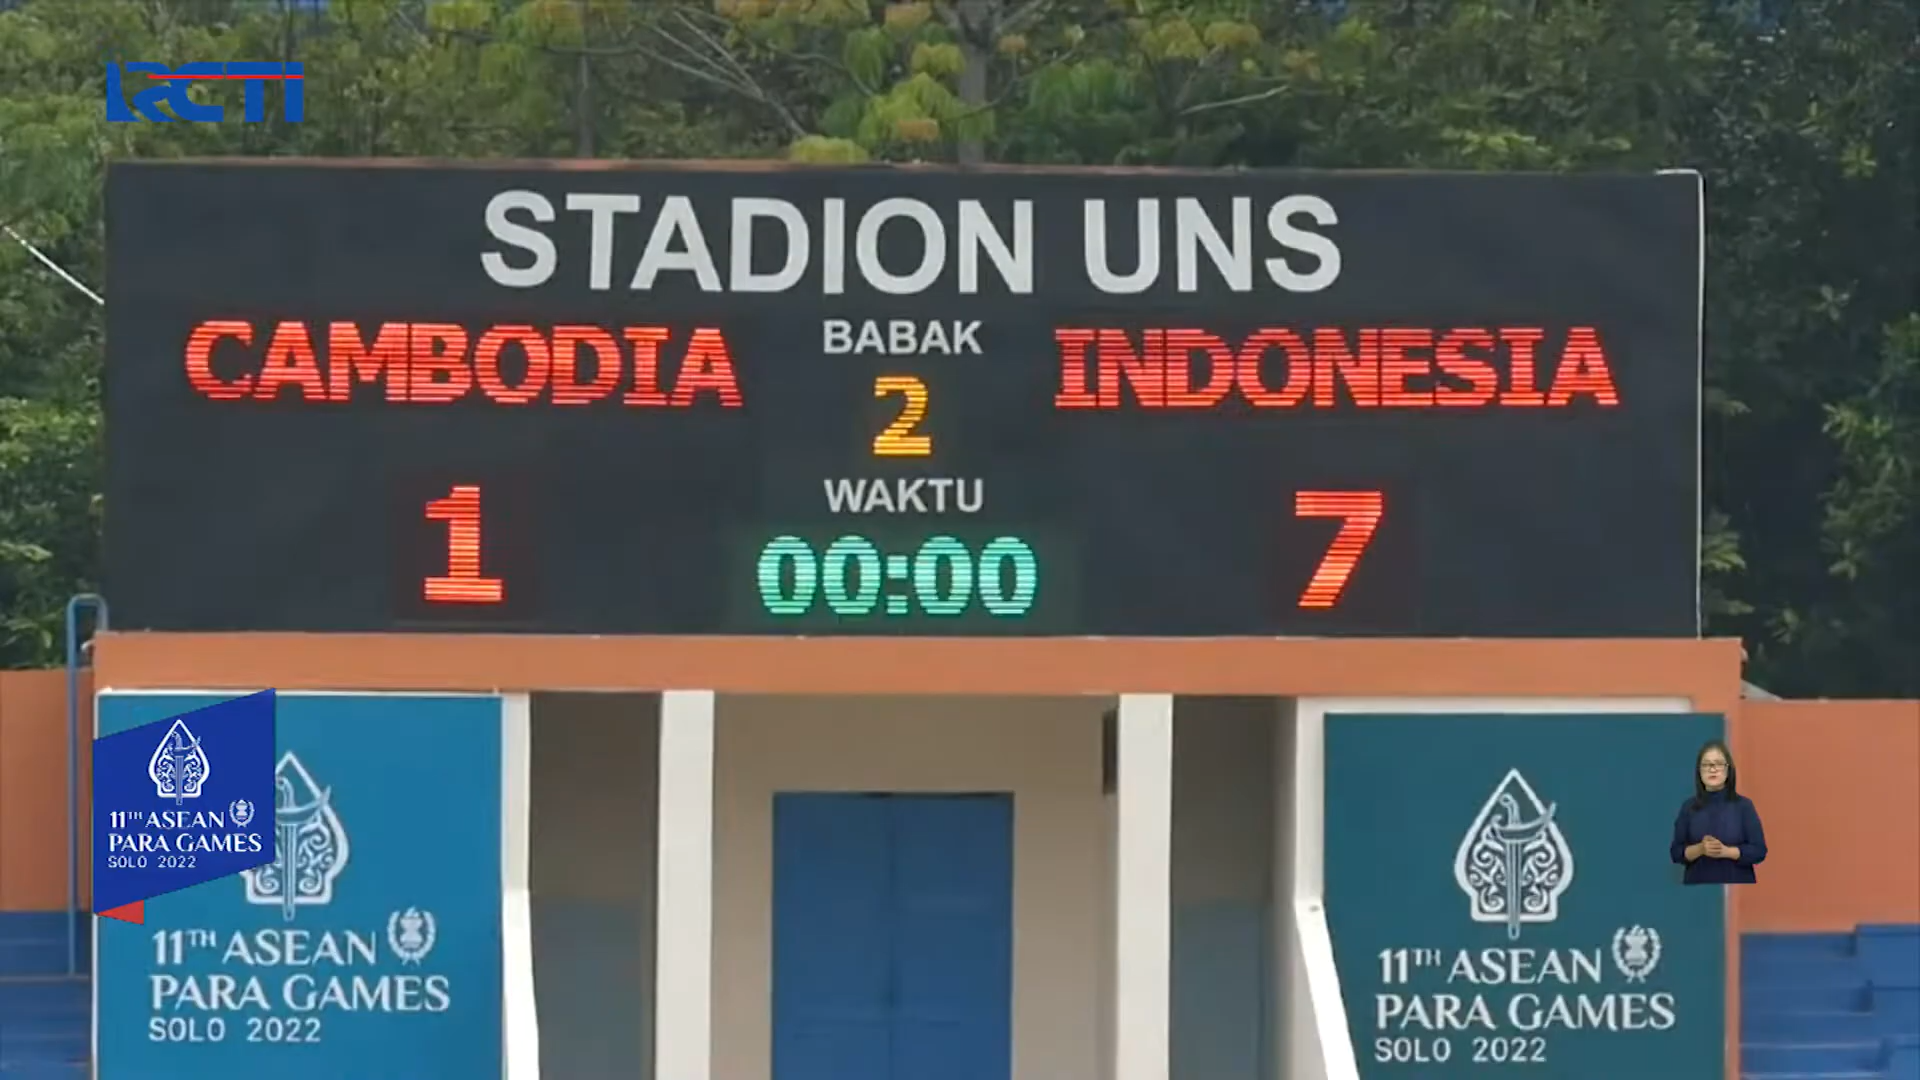 RCTI
STADION UNS
CAMBODIA
BABAK
INDONESIA
2
1
WAKTU
7
00:00
11TH ASEAN
PARA GAMES
SOLO 2022
11TH ASEAN
PARA GAMES
SOLO 2022
11TH ASEAN
PARA GAMES
SOLO 2022